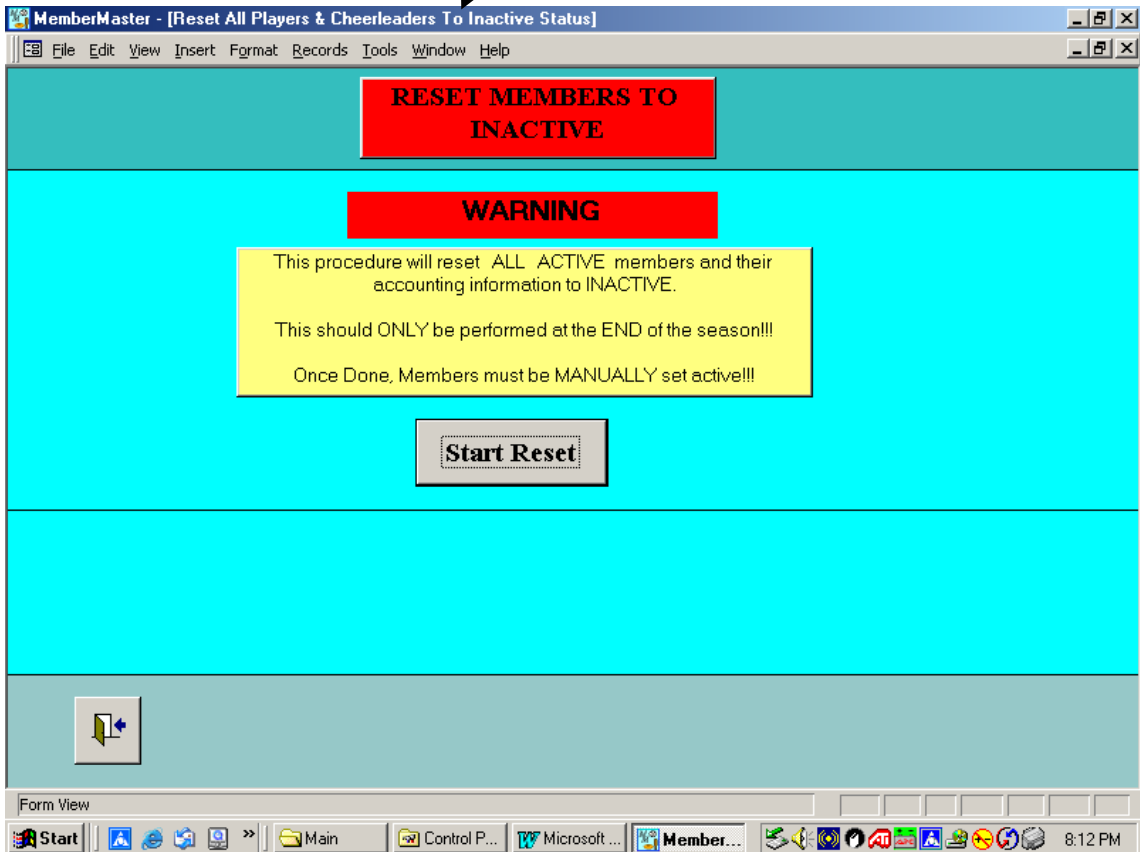 MemberMaster - [Reset All Players & Cheerleaders To Inactive Status]
File Edit View Insert Format Records Tools Window Help
RESET MEMBERS TO
INACTIVE
WARNING
This procedure will reset ALL ACTIVE members and their
accounting information to INACTIVE.
This should ONLY be performed at the END of the season!!!
Once Done, Members must be MANUALLY set active!!!
Start Reset
Form View
Start » Main Control P... Microsoft ... Member... 8:12 PM